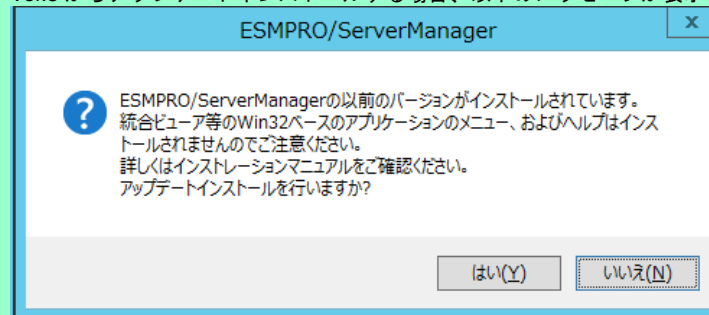 ESMPRO/ServerManager
x
ESMPRO/ServerManagerの以前のバージョンがインストールされています。
統合ビューア等のWin32ベースのアプリケーションのメニュー、およびヘルプはインス
トールされませんのでご注意ください。
詳しくはインストレーションマニュアルをご確認ください。
アップデートインストールを行いますか?
はい(Y)
いいえ(N)